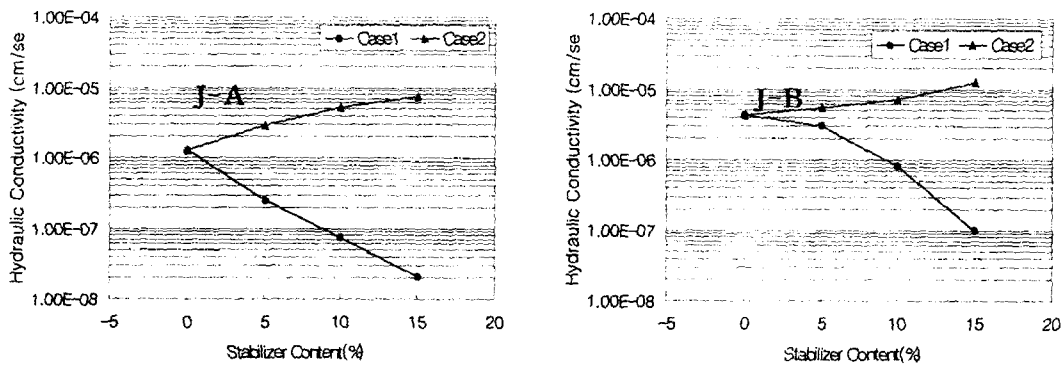 1.00E-04
Case1 Case2
J-A
1.00E-05
1.00E-06
1.00E-07
1.00E-08
-5 0 5 10 15 20
Hydraulic Conductivity (cm/se
Stabilizer Content(%)
1.00E-04
Case1 Case2
J-B
1.00E-05
1.00E-06
1.00E-07
1.00E-08
-5 0 5 10 15 20
Hydraulic Conductivity (cm/se
Stabilizer Content(%)